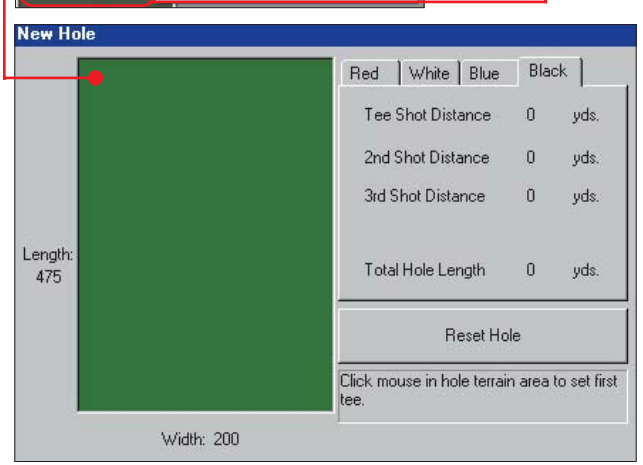 New Hole
Red White Blue Black
Tee Shot Distance 0 yds.
2nd Shot Distance 0 yds.
3rd Shot Distance 0 yds.
Total Hole Length 0 yds.
Length:
475
Reset Hole
Click mouse in hole terrain area to set first
tee.
Width: 200